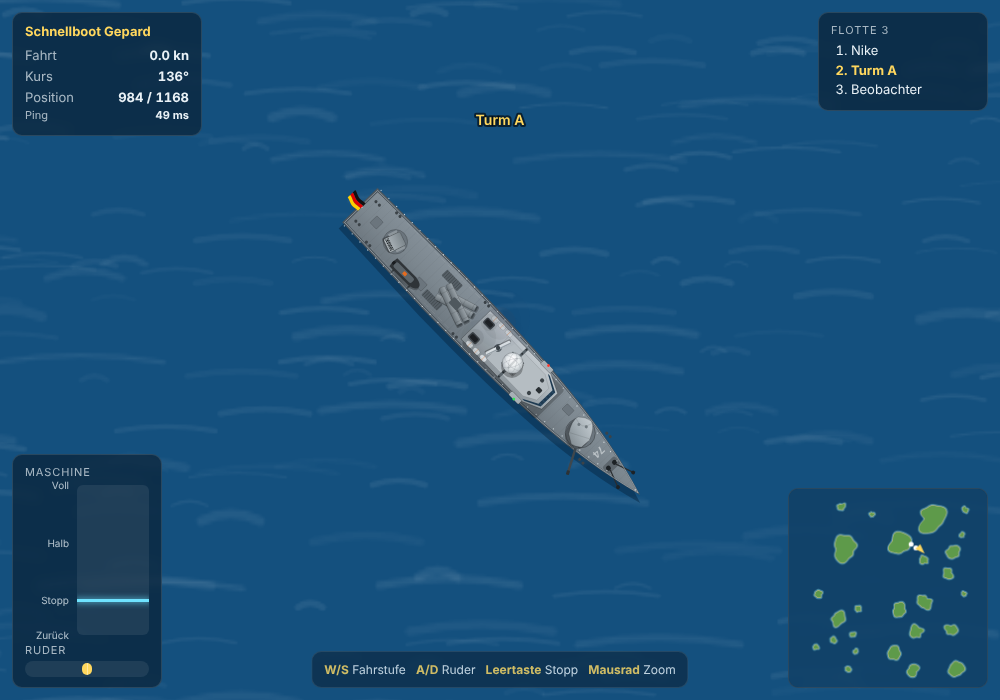 Schnellboot Gepard
Fahrt 0.0 kn
Kurs 136°
Position 984 / 1168
Ping 49 ms
FLOTTE 3
1. Nike
2. Turm A
3. Beobachter
Turm A
74
MASCHINE
Voll
Halb
Stopp
Zurück
RUDER
W/S Fahrstufe A/D Ruder Leertaste Stopp Mausrad Zoom